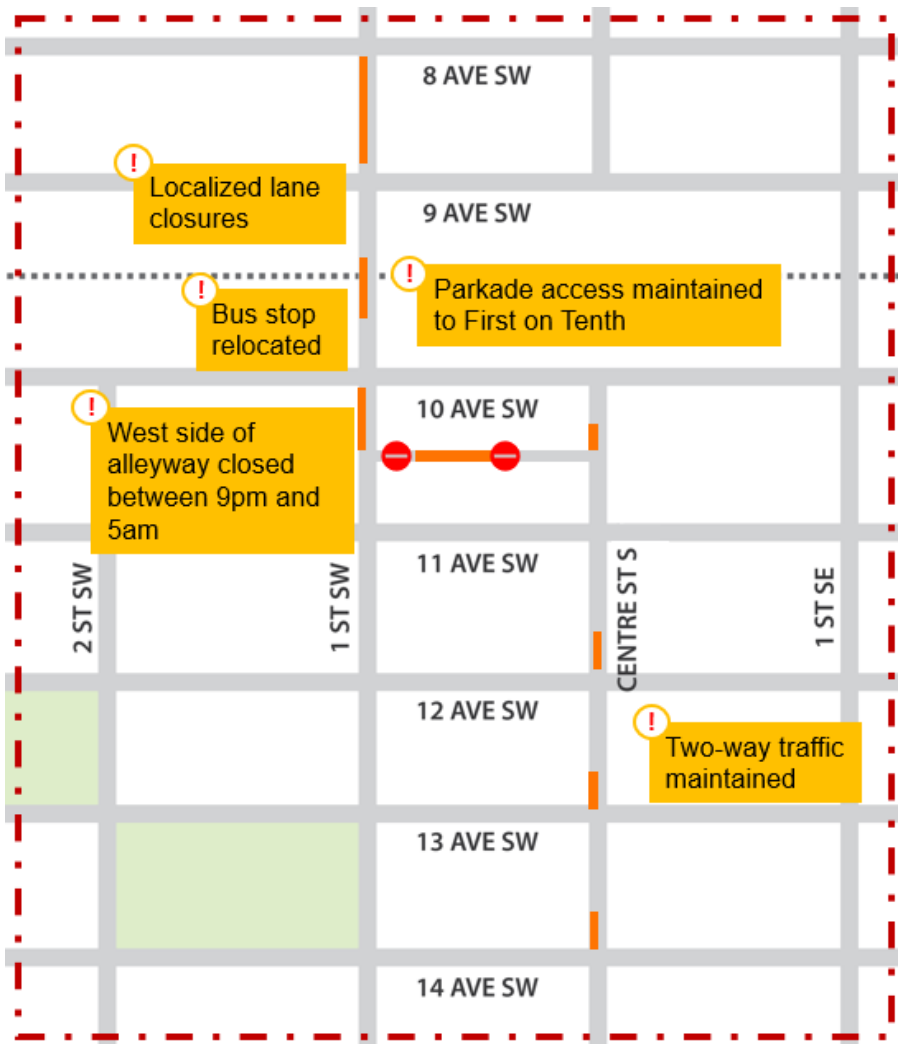 8 AVE SW
!
Localized lane
closures
9 AVE SW
!
Parkade access maintained
to First on Tenth
!
Bus stop
relocated
!
West side of
alleyway closed
between 9pm and
5am
10 AVE SW
11 AVE SW
2 ST SW
1 ST SW
CENTRE ST S
1 ST SE
12 AVE SW
!
Two-way traffic
maintained
13 AVE SW
14 AVE SW